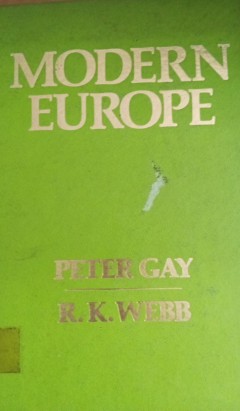 MODERN
EUROPE
PETER GAY
R. K. WEBB